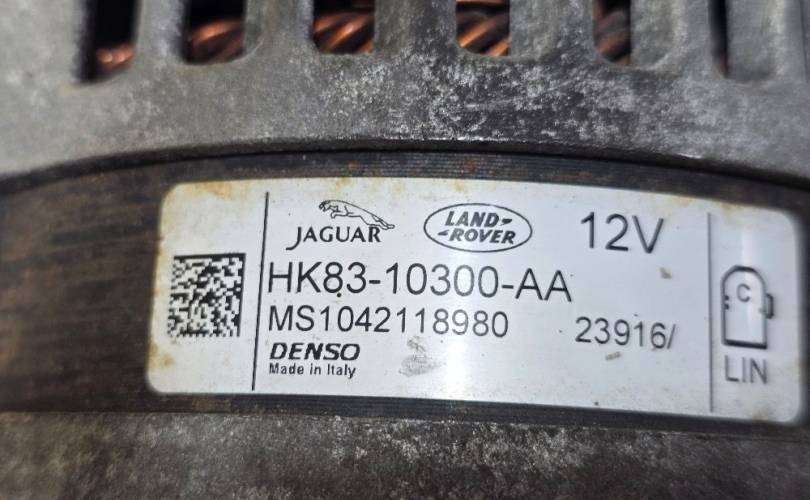 JAGUAR LAND-ROVER 12V
HK83-10300-AA
MS1042118980 23916/
DENSO
Made in Italy
C
LIN